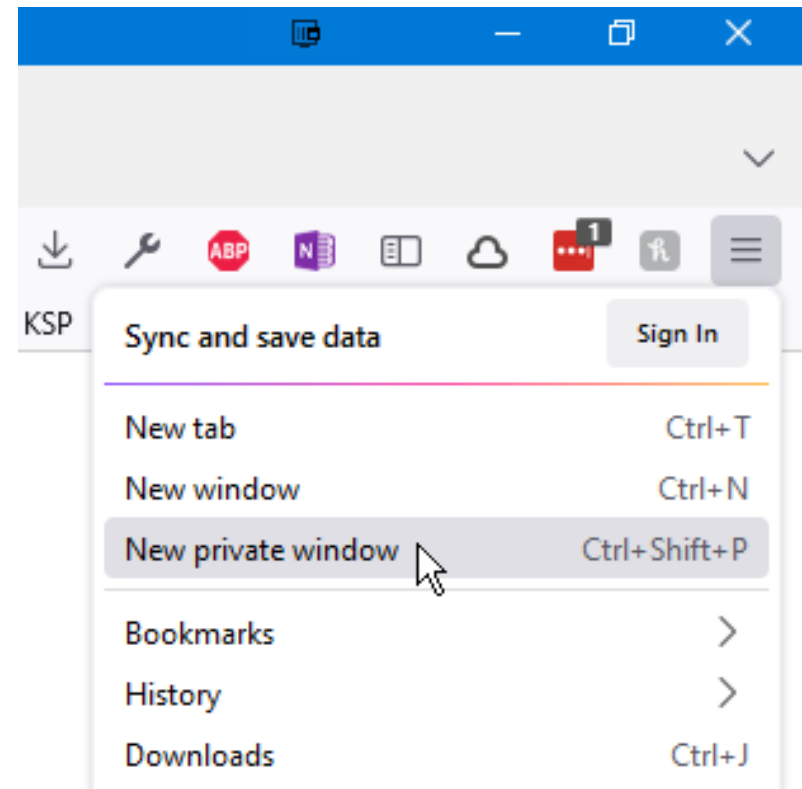 ABP
N
1
KSP
Sync and save data Sign In
New tab Ctrl+T
New window Ctrl+N
New private window Ctrl+Shift+P
Bookmarks
History
Downloads Ctrl+J